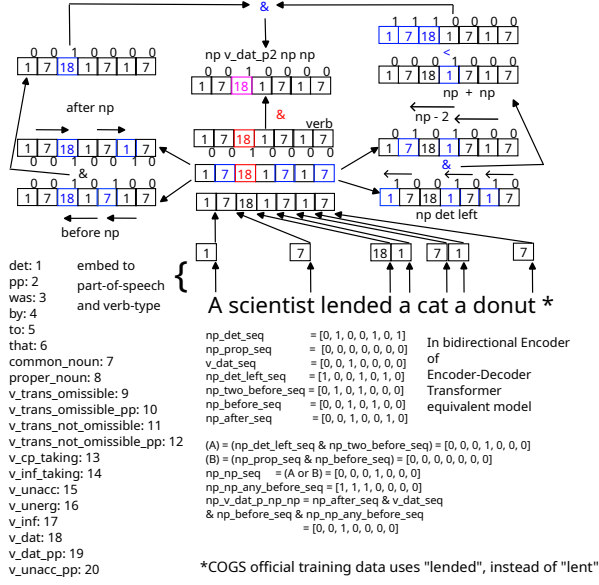 &
0 0 1 0 0 0 0
1 7 18 1 7 1 7
np v_dat_p2 np np
0 0 1 0 0 0 0
1 7 18 1 7 1 7
1 1 1 0 0 0 0
1 7 18 1 7 1 7
<
0 0 0 1 0 0 0
1 7 18 1 7 1 7
np + np
after np
1 7 18 1 7 1 7
0 0 1 0 0 1 0
&
1 7 18 1 7 1 7
before np
&
verb
1 7 18 1 7 1 7
0 0 1 0 0 0 0
1 7 18 1 7 1 7
1 7 18 1 7 1 7
np - 2
0 1 0 1 0 0 0
1 7 18 1 7 1 7
&
1 0 0 1 0 1 0
1 7 18 1 7 1 7
np det left
1 7 18 1 7 1 7
A scientist lended a cat a donut *
det: 1
pp: 2
was: 3
by: 4
to: 5
that: 6
common_noun: 7
proper_noun: 8
v_trans_omissible: 9
v_trans_omissible_pp: 10
v_trans_not_omissible: 11
v_trans_not_omissible_pp: 12
v_cp_taking: 13
v_inf_taking: 14
v_unacc: 15
v_unerg: 16
v_inf: 17
v_dat: 18
v_dat_pp: 19
v_unacc_pp: 20
embed to
part-of-speech
and verb-type
{
np_det_seq = [0, 1, 0, 0, 1, 0, 1]
np_prop_seq = [0, 0, 0, 0, 0, 0, 0]
v_dat_seq = [0, 0, 1, 0, 0, 0, 0]
np_det_left_seq = [1, 0, 0, 1, 0, 1, 0]
np_two_before_seq = [0, 1, 0, 1, 0, 0, 0]
np_before_seq = [0, 0, 1, 0, 1, 0, 0]
np_after_seq = [0, 0, 1, 0, 0, 1, 0]
In bidirectional Encoder
of
Encoder-Decoder
Transformer
equivalent model
(A) = (np_det_left_seq & np_two_before_seq) = [0, 0, 0, 1, 0, 0, 0]
(B) = (np_prop_seq & np_before_seq) = [0, 0, 0, 0, 0, 0, 0]
np_np_seq = (A or B) = [0, 0, 0, 1, 0, 0, 0]
np_np_any_before_seq = [1, 1, 1, 0, 0, 0, 0]
np_v_dat_p_np_np = np_after_seq & v_dat_seq
& np_before_seq & np_np_any_before_seq
= [0, 0, 1, 0, 0, 0, 0]
*COGS official training data uses "lended", instead of "lent"